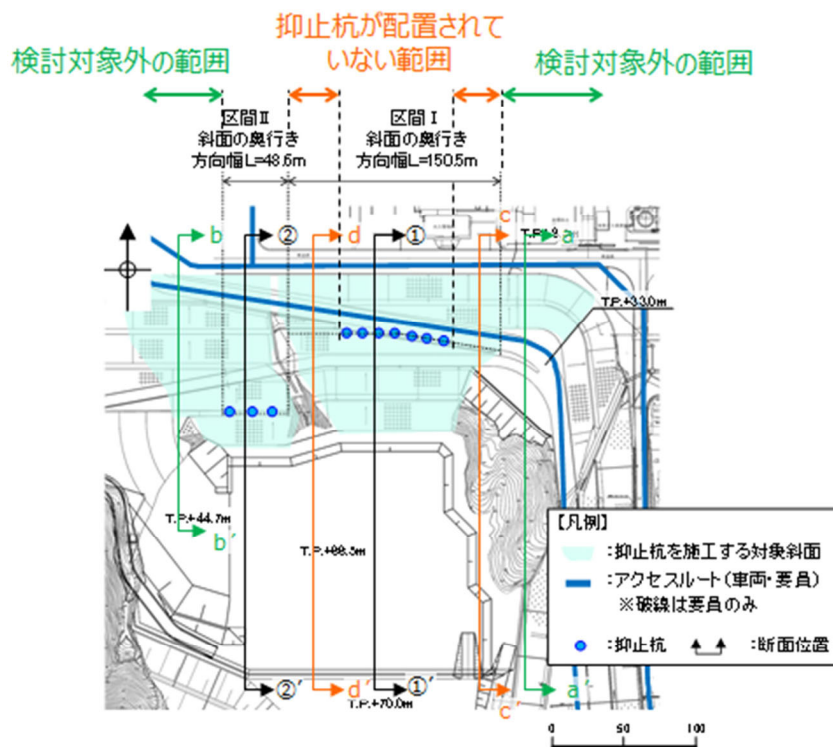 抑止杭が配置されて
いない範囲
検討対象外の範囲
検討対象外の範囲
区間Ⅱ
斜面の奥行き
方向幅L=48.6m
区間Ⅰ
斜面の奥行き
方向幅L=150.5m
b
②
d
①
c
a
T.P.+33.0m
T.P.+44.7m
b´
②´
d´
①´
c´
a´
T.P.+70.0m
【凡例】
:抑止杭を施工する対象斜面
:アクセスルート(車両・要員)
※破線は要員のみ
:抑止杭
:断面位置
0 50 100